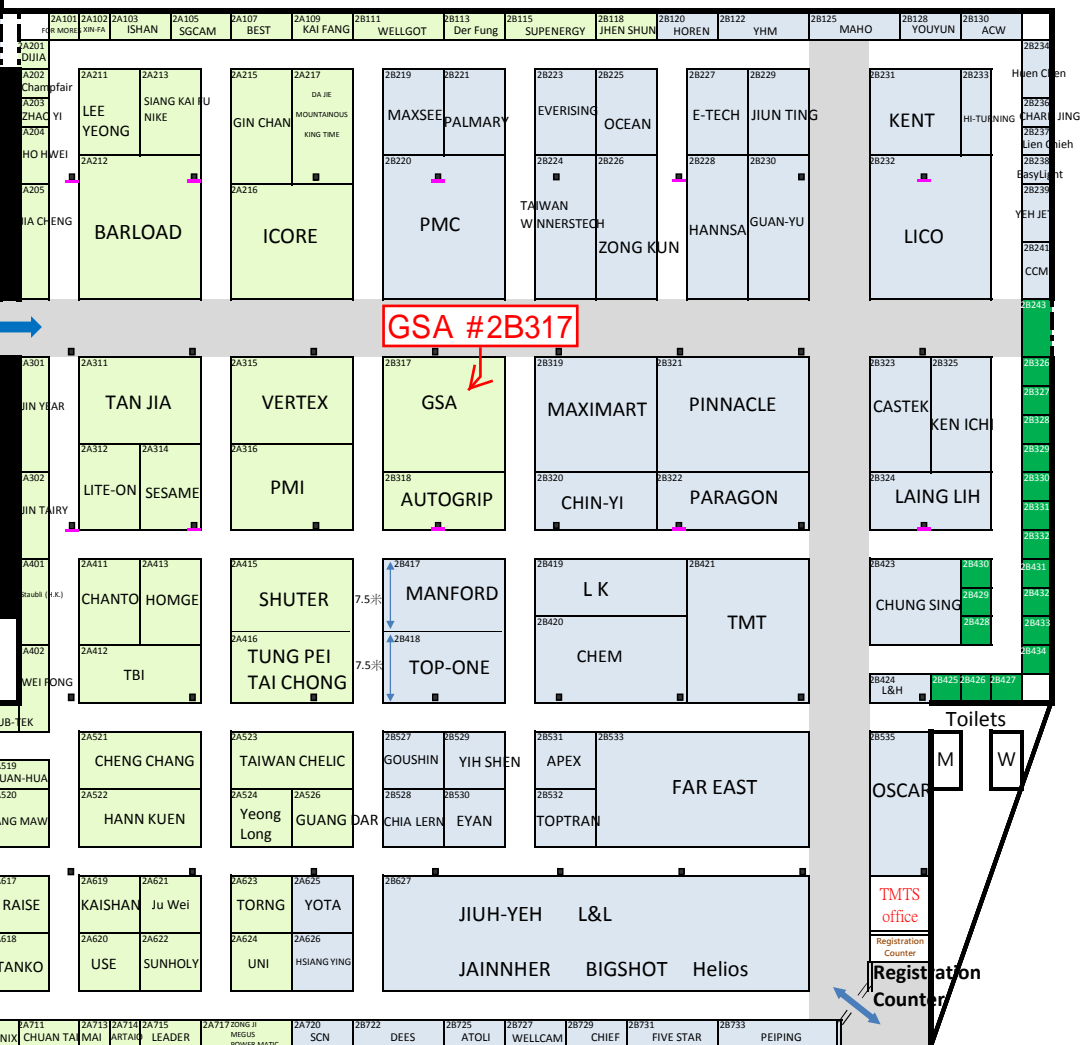 2A101 2A102 2A103 2A105 2A107 2A109 2B111 2B113 2B115 2B118 2B120 2B122 2B125 2B128 2B130
FOR MORE XIN-FA ISHAN SGCAM BEST KAI FANG WELLGOT Der Fung SUPENERGY JHEN SHUN HOREN YHM MAHO YOUYUN ACW
2A201
DIJIA
2B234
Huen Chen
2A202
Champfair
2A203
ZHAO YI
2A204
HO HWEI
2A205
JIA CHENG
2A211
LEE
YEONG
2A213
SIANG KAI FU
NIKE
2A212
BARLOAD
2A215
GIN CHAN
2A217
DA JIE
MOUNTAINOUS
KING TIME
2A216
ICORE
2B219
MAXSEE
2B221
PALMARY
2B220
PMC
2B223
EVERISING
2B225
OCEAN
2B224
TAIWAN
WINNERSTECH
2B226
ZONG KUN
2B227
E-TECH
2B229
JIUN TING
2B228
HANNSA
2B230
GUAN-YU
2B231
KENT
2B233
HI-TURNING
2B232
LICO
2B236
2B237
Lien Chieh
2B238
EasyLight
2B239
YEH JET
2B241
CCM
2B243
GSA #2B317
A301
JIN YEAR
A302
JIN TAIRY
2A311
TAN JIA
2A312
LITE-ON
2A314
SESAME
2A315
VERTEX
2A316
PMI
2B317
GSA
2B318
AUTOGRIP
2B319
MAXIMART
2B321
PINNACLE
2B320
CHIN-YI
2B322
PARAGON
2B323
CASTEK
2B325
KEN ICHI
2B324
LAING LIH
2B326
2B327
2B328
2B329
2B330
2B331
2B332
A401
Staubli (H.K.)
A402
WEI FONG
UB-TEK
2A411
CHANTO
2A413
HOMGE
2A412
TBI
2A415
SHUTER
2A416
TUNG PEI
TAI CHONG
7.5米
7.5米
2B417
MANFORD
2B418
TOP-ONE
2B419
L K
2B420
CHEM
2B421
TMT
2B423
CHUNG SING
2B430
2B429
2B428
2B431
2B432
2B433
2B434
2B424
L&H
2B425 2B426 2B427
Toilets
M W
A519
UAN-HUA
A520
NG MAW
2A521
CHENG CHANG
2A522
HANN KUEN
2A523
TAIWAN CHELIC
2A524
Yeong
Long
2A526
GUANG DAR
2B527
GOUSHIN
2B529
YIH SHEN
2B528
CHIA LERN
2B530
EYAN
2B531
APEX
2B532
TOPTRAN
2B533
FAR EAST
2B535
OSCAR
A617
RAISE
A618
TANKO
2A619
KAISHAN
2A621
Ju Wei
2A620
USE
2A622
SUNHOLY
2A623
TORNG
2A625
YOTA
2A624
UNI
2A626
HSIANG YING
2B627
JIUH-YEH L&L
JAINNHER BIGSHOT Helios
TMTS
office
Registration
Counter
Registration
Counter
2A711 2A713 2A714 2A715 2A717 2A720 2B722 2B725 2B727 2B729 2B731 2B733
NIX CHUAN TAI MAI ARTAIO LEADER
ZONG JI
MEGUS
POWER MATIC
SCN DEES ATOLI WELLCAM CHIEF FIVE STAR PEIPING